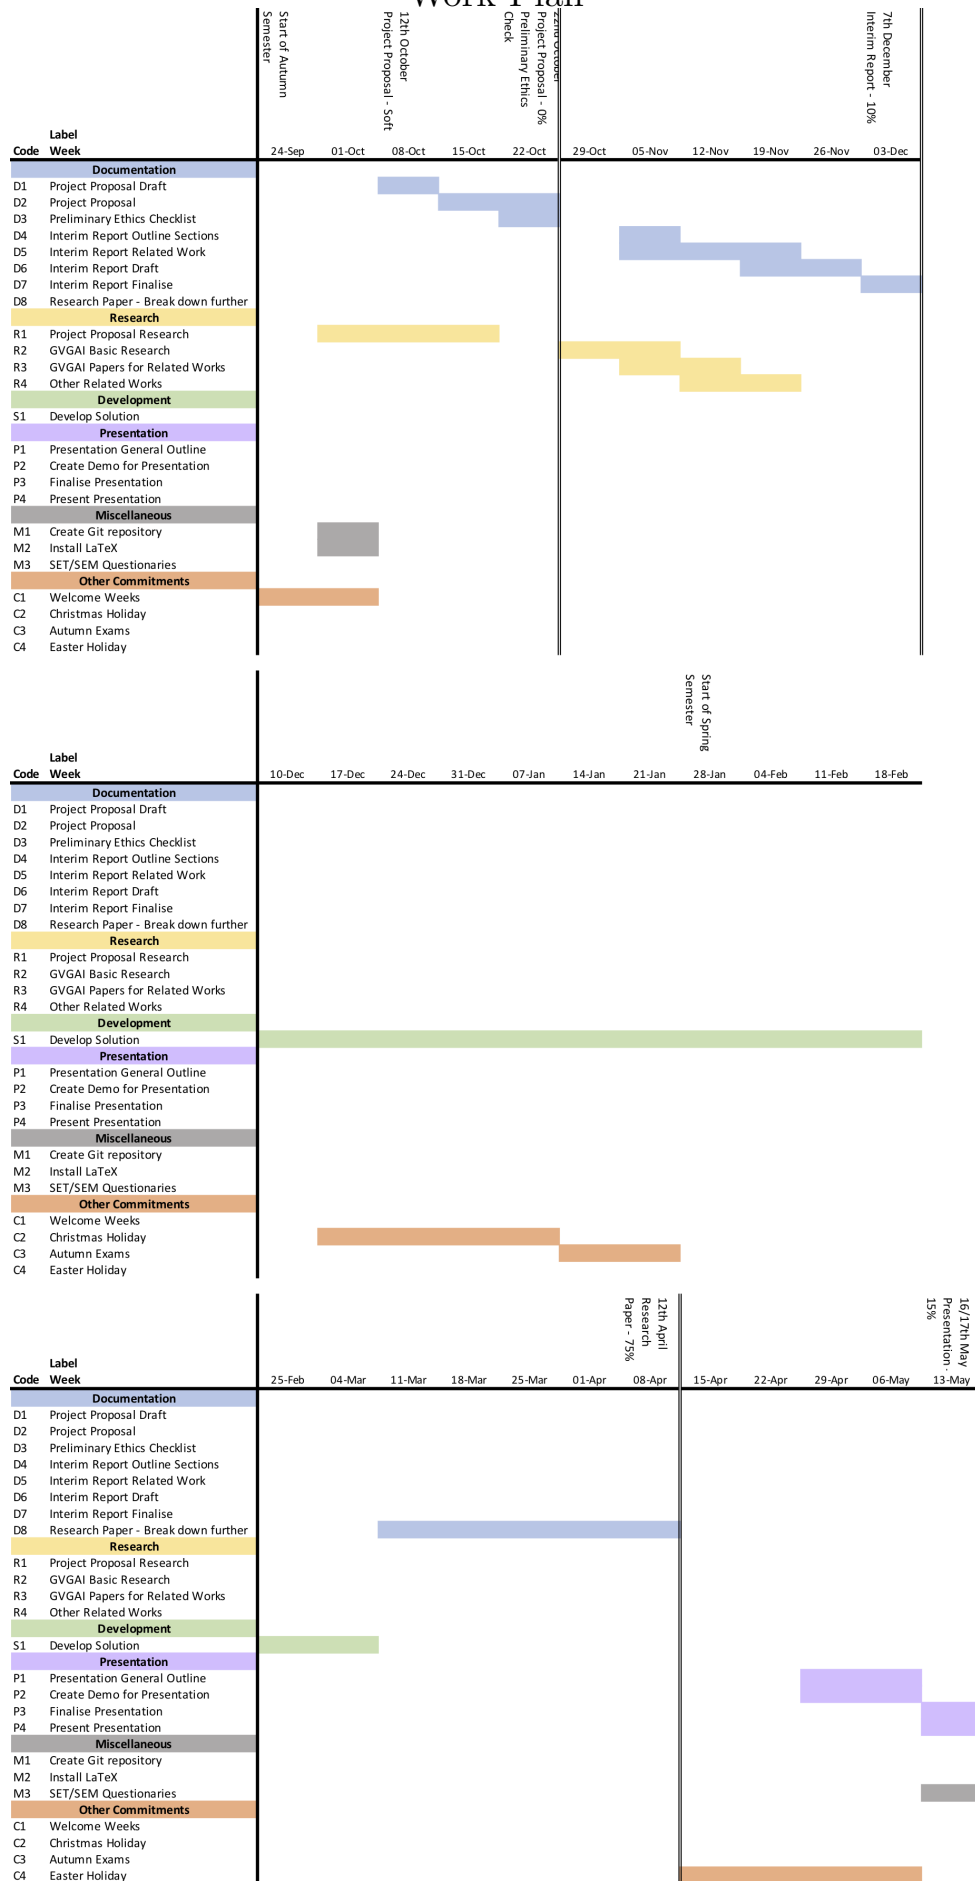 Work Plan
Start of Autumn
Semester
12th October
Project Proposal - Soft
22nd October
Project Proposal - 0%
Preliminary Ethics
Check
7th December
Interim Report - 10%
Label
Code Week 24-Sep 01-Oct 08-Oct 15-Oct 22-Oct 29-Oct 05-Nov 12-Nov 19-Nov 26-Nov 03-Dec
Documentation
D1 Project Proposal Draft
D2 Project Proposal
D3 Preliminary Ethics Checklist
D4 Interim Report Outline Sections
D5 Interim Report Related Work
D6 Interim Report Draft
D7 Interim Report Finalise
D8 Research Paper - Break down further
Research
R1 Project Proposal Research
R2 GVGAI Basic Research
R3 GVGAI Papers for Related Works
R4 Other Related Works
Development
S1 Develop Solution
Presentation
P1 Presentation General Outline
P2 Create Demo for Presentation
P3 Finalise Presentation
P4 Present Presentation
Miscellaneous
M1 Create Git repository
M2 Install LaTeX
M3 SET/SEM Questionaries
Other Commitments
C1 Welcome Weeks
C2 Christmas Holiday
C3 Autumn Exams
C4 Easter Holiday
Start of Spring
Semester
Label
Code Week 10-Dec 17-Dec 24-Dec 31-Dec 07-Jan 14-Jan 21-Jan 28-Jan 04-Feb 11-Feb 18-Feb
Documentation
D1 Project Proposal Draft
D2 Project Proposal
D3 Preliminary Ethics Checklist
D4 Interim Report Outline Sections
D5 Interim Report Related Work
D6 Interim Report Draft
D7 Interim Report Finalise
D8 Research Paper - Break down further
Research
R1 Project Proposal Research
R2 GVGAI Basic Research
R3 GVGAI Papers for Related Works
R4 Other Related Works
Development
S1 Develop Solution
Presentation
P1 Presentation General Outline
P2 Create Demo for Presentation
P3 Finalise Presentation
P4 Present Presentation
Miscellaneous
M1 Create Git repository
M2 Install LaTeX
M3 SET/SEM Questionaries
Other Commitments
C1 Welcome Weeks
C2 Christmas Holiday
C3 Autumn Exams
C4 Easter Holiday
12th April
Research
Paper - 75%
16/17th May
Presentation -
15%
Label
Code Week 25-Feb 04-Mar 11-Mar 18-Mar 25-Mar 01-Apr 08-Apr 15-Apr 22-Apr 29-Apr 06-May 13-May
Documentation
D1 Project Proposal Draft
D2 Project Proposal
D3 Preliminary Ethics Checklist
D4 Interim Report Outline Sections
D5 Interim Report Related Work
D6 Interim Report Draft
D7 Interim Report Finalise
D8 Research Paper - Break down further
Research
R1 Project Proposal Research
R2 GVGAI Basic Research
R3 GVGAI Papers for Related Works
R4 Other Related Works
Development
S1 Develop Solution
Presentation
P1 Presentation General Outline
P2 Create Demo for Presentation
P3 Finalise Presentation
P4 Present Presentation
Miscellaneous
M1 Create Git repository
M2 Install LaTeX
M3 SET/SEM Questionaries
Other Commitments
C1 Welcome Weeks
C2 Christmas Holiday
C3 Autumn Exams
C4 Easter Holiday